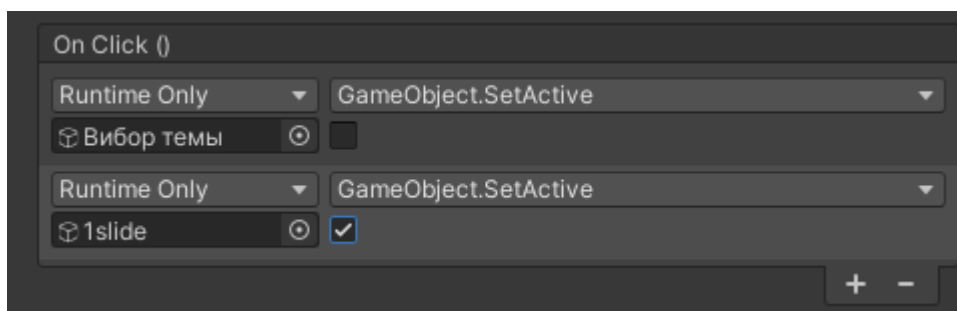 On Click ()
Runtime Only GameObject.SetActive
Вибор темы
Runtime Only GameObject.SetActive
1slide
+ −